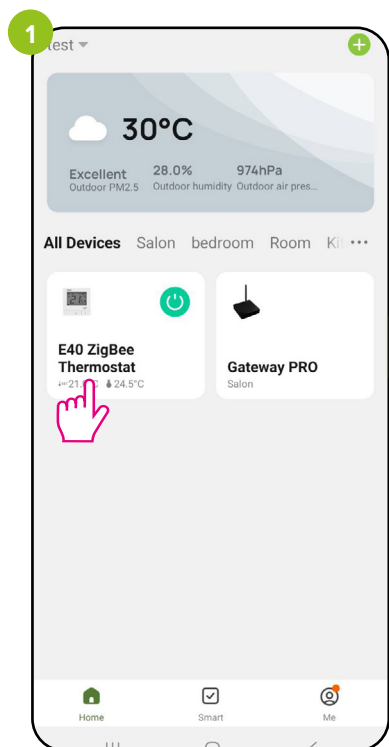 1
test
30°C
Excellent 28.0% 974hPa
Outdoor PM2.5 Outdoor humidity Outdoor air pres...
All Devices Salon bedroom Room
E40 ZigBee
Thermostat
24.5°C
Gateway PRO
Salon
Home Smart Me